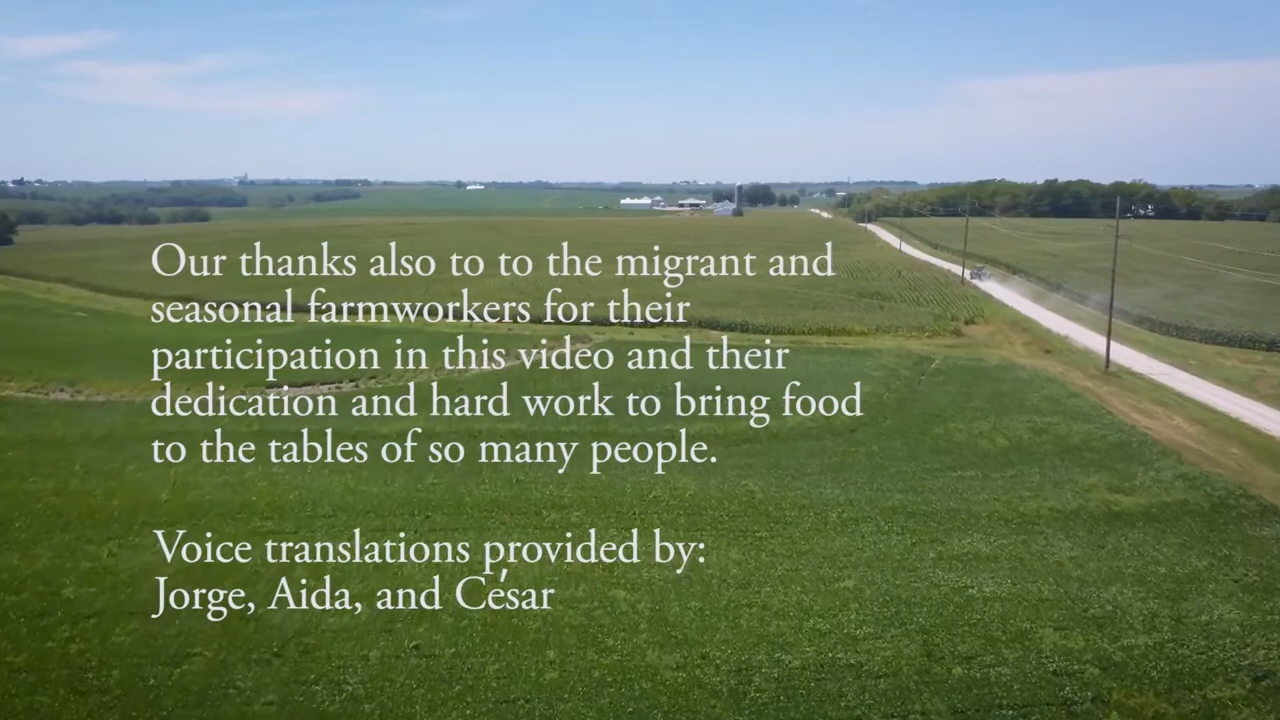 Our thanks also to to the migrant and
seasonal farmworkers for their
participation in this video and their
dedication and hard work to bring food
to the tables of so many people.
Voice translations provided by:
Jorge, Aida, and César